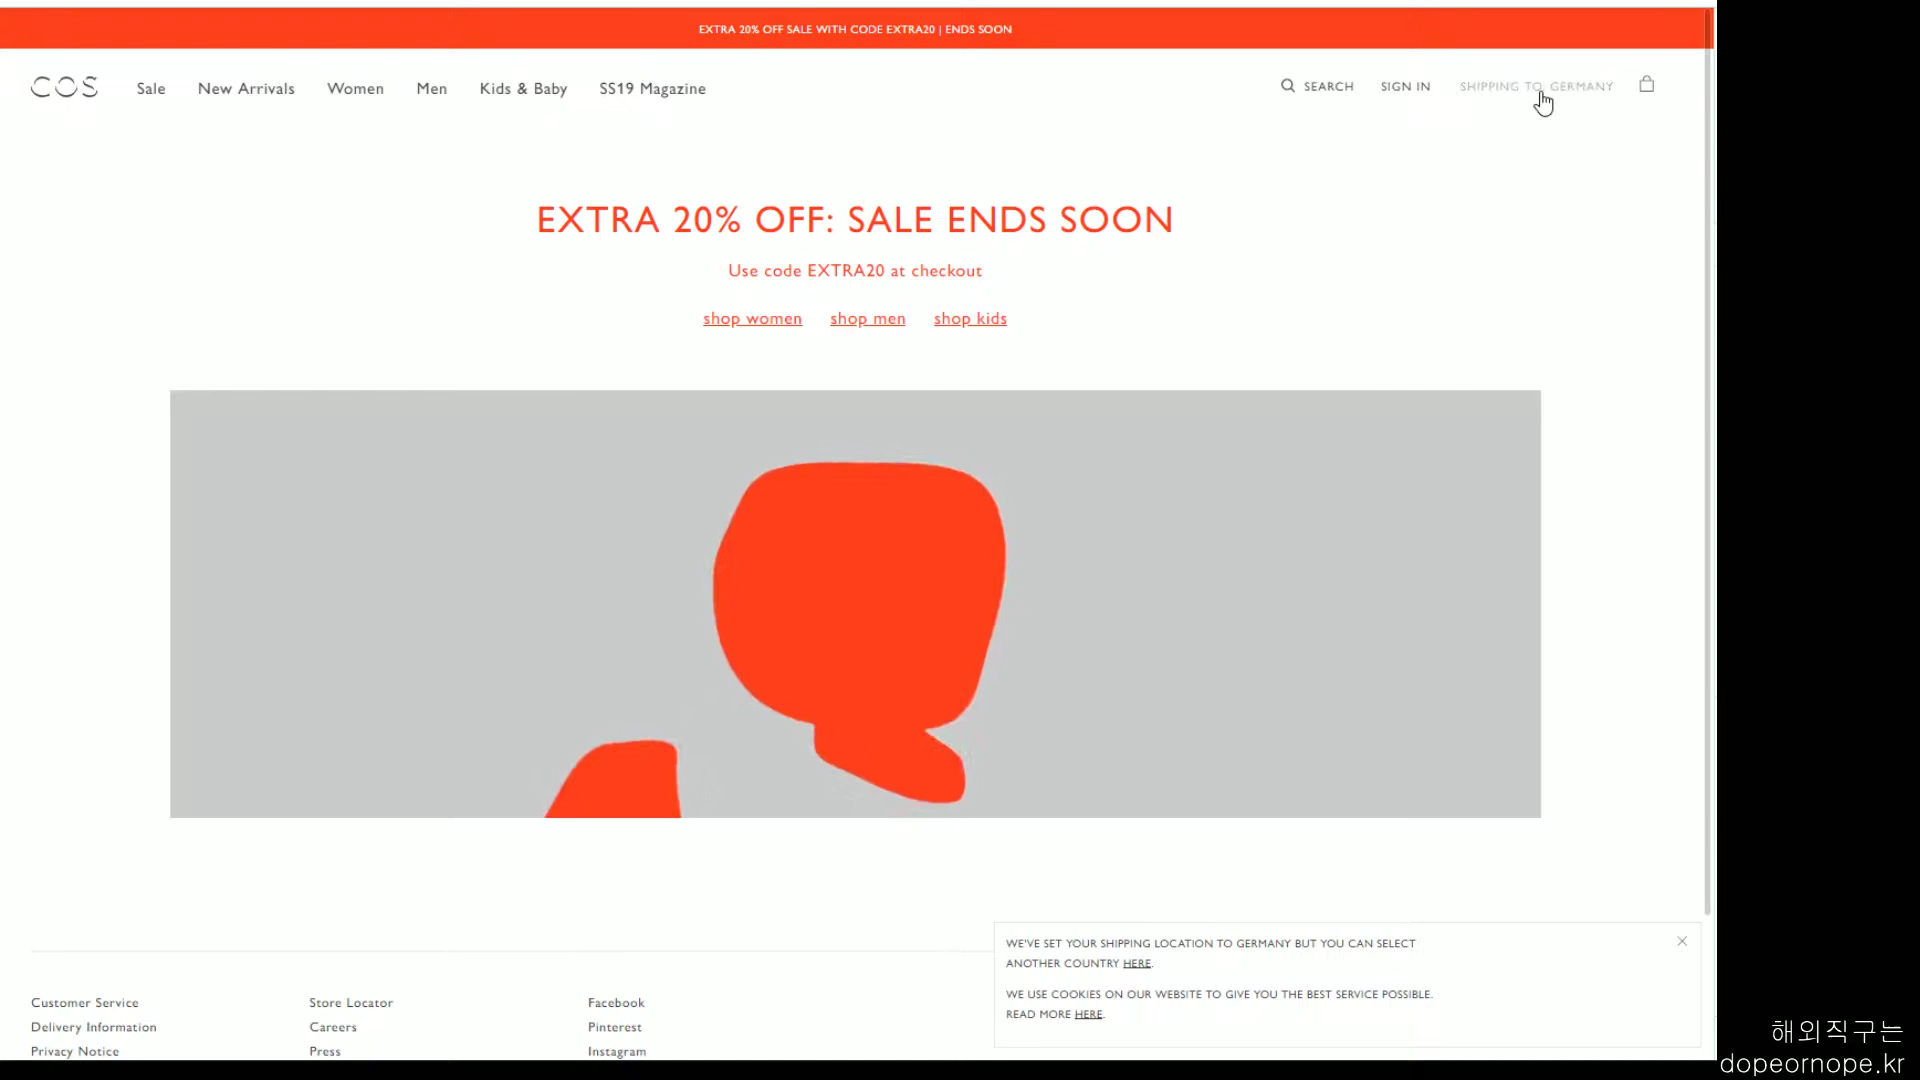 EXTRA 20% OFF SALE WITH CODE EXTRA20 | ENDS SOON
COS
Sale
New Arrivals
Women
Men
Kids & Baby
SS19 Magazine
SEARCH
SIGN IN
SHIPPING TO GERMANY
EXTRA 20% OFF: SALE ENDS SOON
Use code EXTRA20 at checkout
shop women
shop men
shop kids
WE'VE SET YOUR SHIPPING LOCATION TO GERMANY BUT YOU CAN SELECT
ANOTHER COUNTRY HERE.
WE USE COOKIES ON OUR WEBSITE TO GIVE YOU THE BEST SERVICE POSSIBLE.
READ MORE HERE.
Customer Service
Delivery Information
Privacy Notice
Store Locator
Careers
Press
Facebook
Pinterest
Instagram
해외직구는
dopeornope.kr